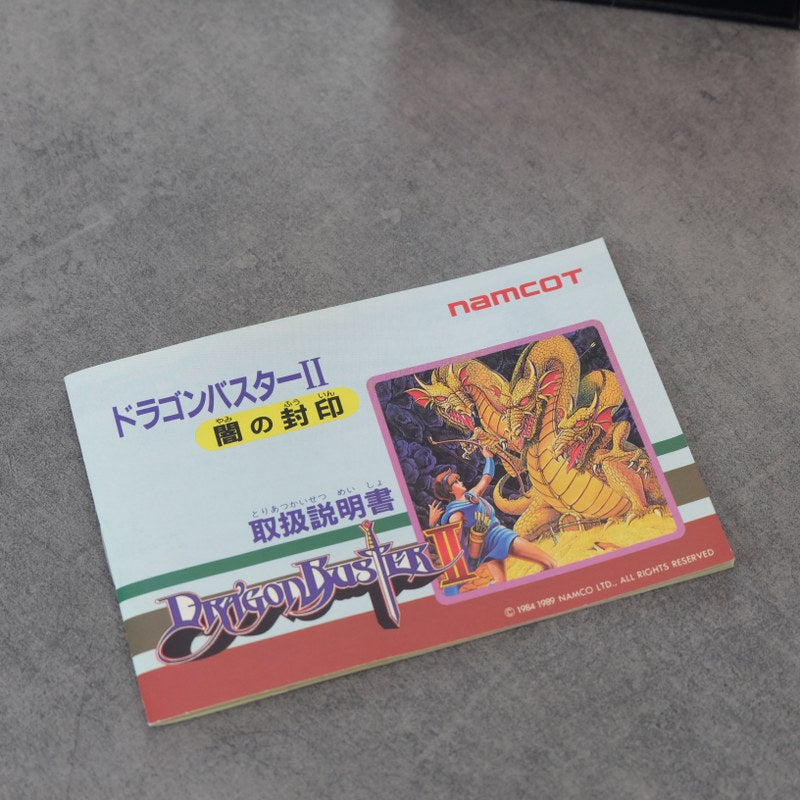 namcot
ドラゴンバスターII
やみ ふう いん
闇の封印
とりあつかいせつ めい しょ
取扱説明書
DRAGON BUSTER II
© 1984 1989 NAMCO LTD., ALL RIGHTS RESERVED